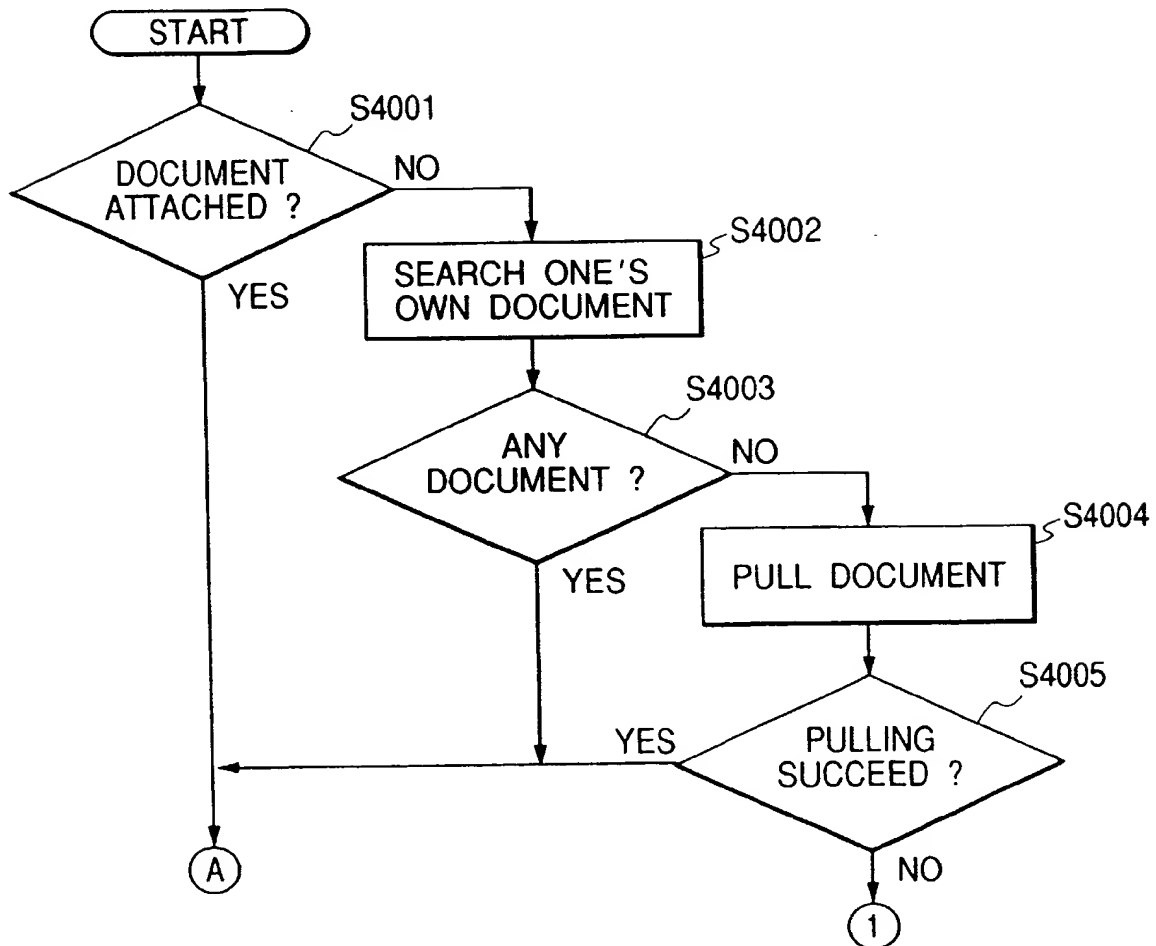 START
S4001
DOCUMENT
ATTACHED ?
NO
YES
S4002
SEARCH ONE'S
OWN DOCUMENT
S4003
ANY
DOCUMENT ?
NO
YES
S4004
PULL DOCUMENT
S4005
PULLING
SUCCEED ?
YES
NO
A
1